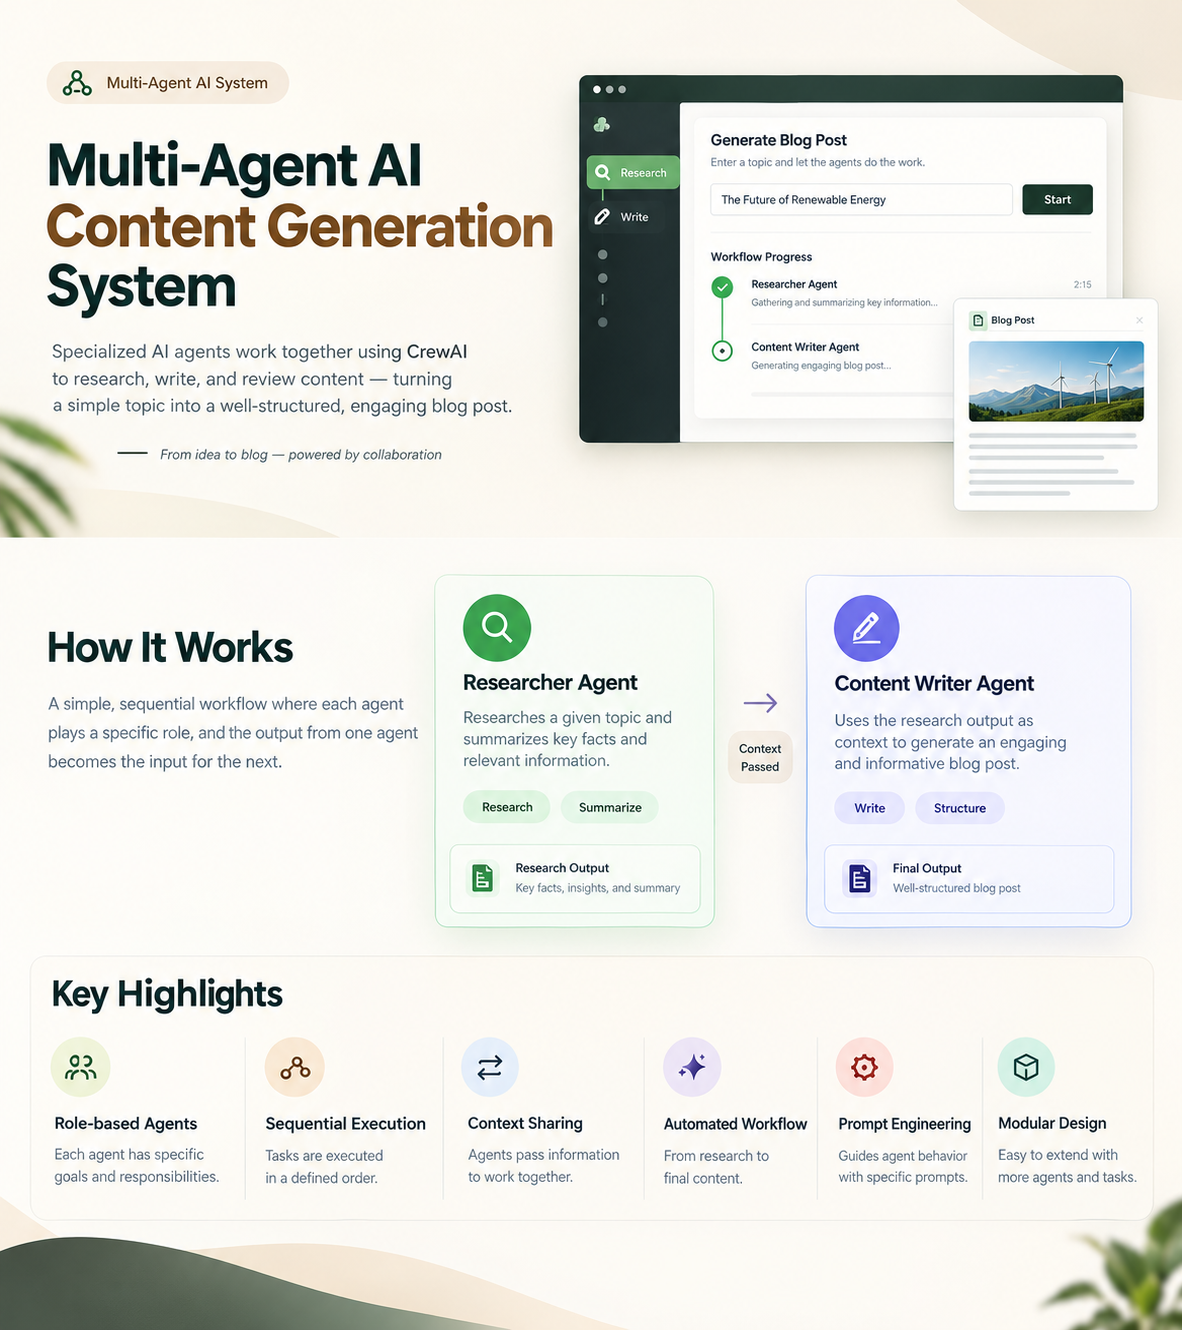 Multi-Agent AI System
Multi-Agent AI
Content Generation
System
Specialized AI agents work together using CrewAI
to research, write, and review content — turning
a simple topic into a well-structured, engaging blog post.
From idea to blog — powered by collaboration
Research
Write
Generate Blog Post
Enter a topic and let the agents do the work.
The Future of Renewable Energy
Start
Workflow Progress
Researcher Agent
2:15
Gathering and summarizing key information...
Content Writer Agent
Generating engaging blog post...
Blog Post
How It Works
A simple, sequential workflow where each agent
plays a specific role, and the output from one agent
becomes the input for the next.
Researcher Agent
Researches a given topic and
summarizes key facts and
relevant information.
Research
Summarize
Research Output
Key facts, insights, and summary
Context
Passed
Content Writer Agent
Uses the research output as
context to generate an engaging
and informative blog post.
Write
Structure
Final Output
Well-structured blog post
Key Highlights
Role-based Agents
Each agent has specific
goals and responsibilities.
Sequential Execution
Tasks are executed
in a defined order.
Context Sharing
Agents pass information
to work together.
Automated Workflow
From research to
final content.
Prompt Engineering
Guides agent behavior
with specific prompts.
Modular Design
Easy to extend with
more agents and tasks.